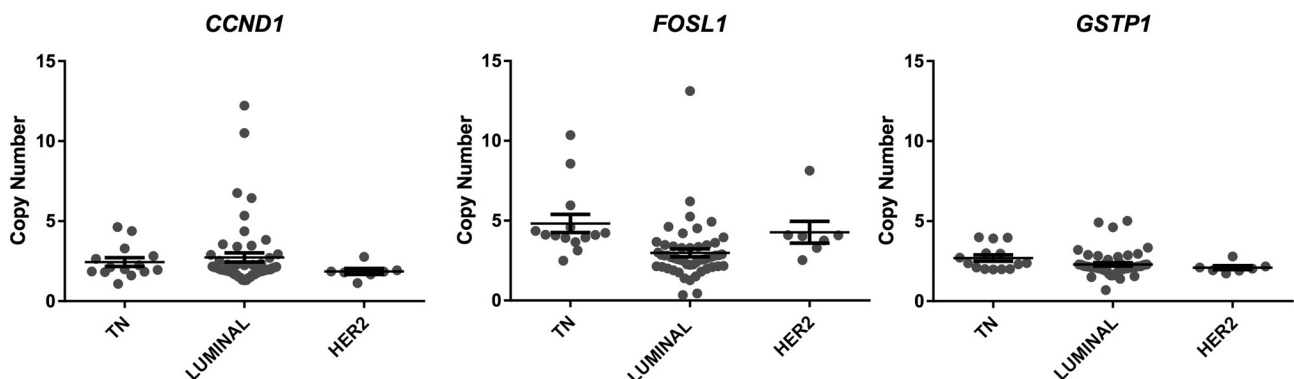 CCND1
15
10
5
0
Copy Number
TN
LUMINAL
HER2
FOSL1
15
10
5
0
Copy Number
TN
LUMINAL
HER2
GSTP1
15
10
5
0
Copy Number
TN
LUMINAL
HER2